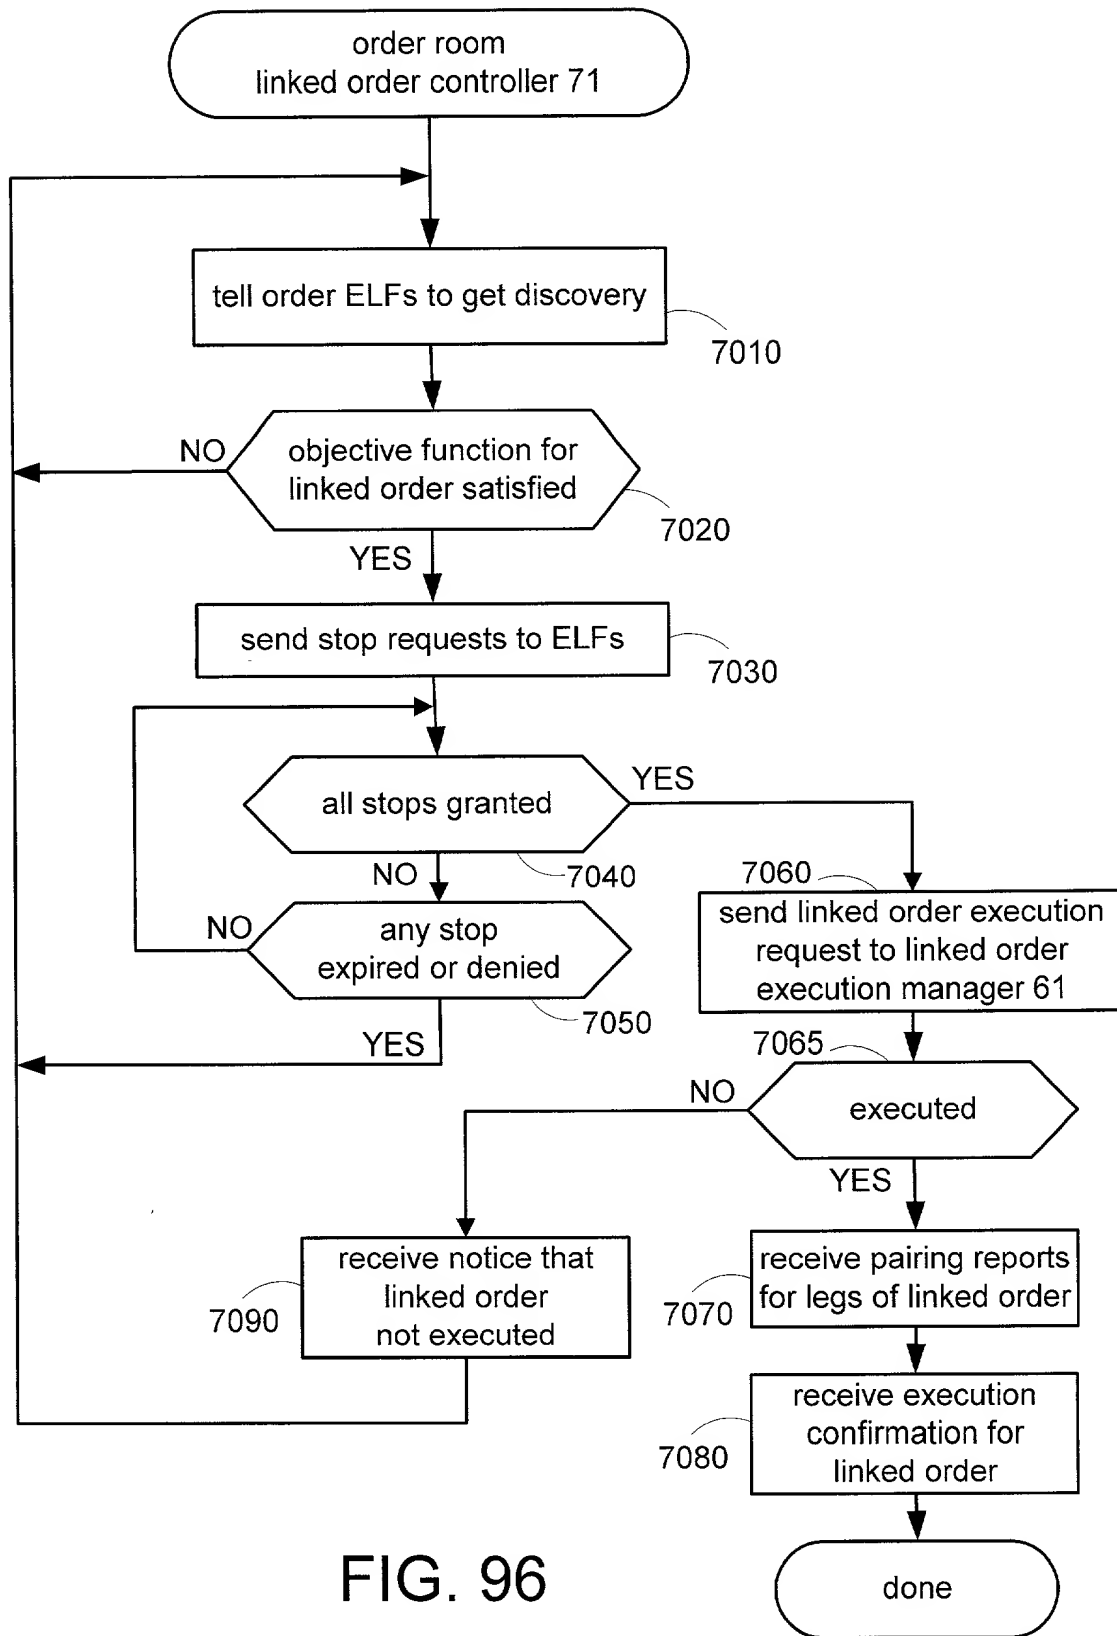 order room
linked order controller 71
tell order ELFs to get discovery
7010
NO
objective function for
linked order satisfied
7020
YES
send stop requests to ELFs
7030
all stops granted
YES
7040
NO
7060
send linked order execution
request to linked order
execution manager 61
NO
any stop
expired or denied
7050
YES
7065
executed
NO
YES
receive notice that
linked order
not executed
7090
receive pairing reports
for legs of linked order
7070
receive execution
confirmation for
linked order
7080
done
FIG. 96